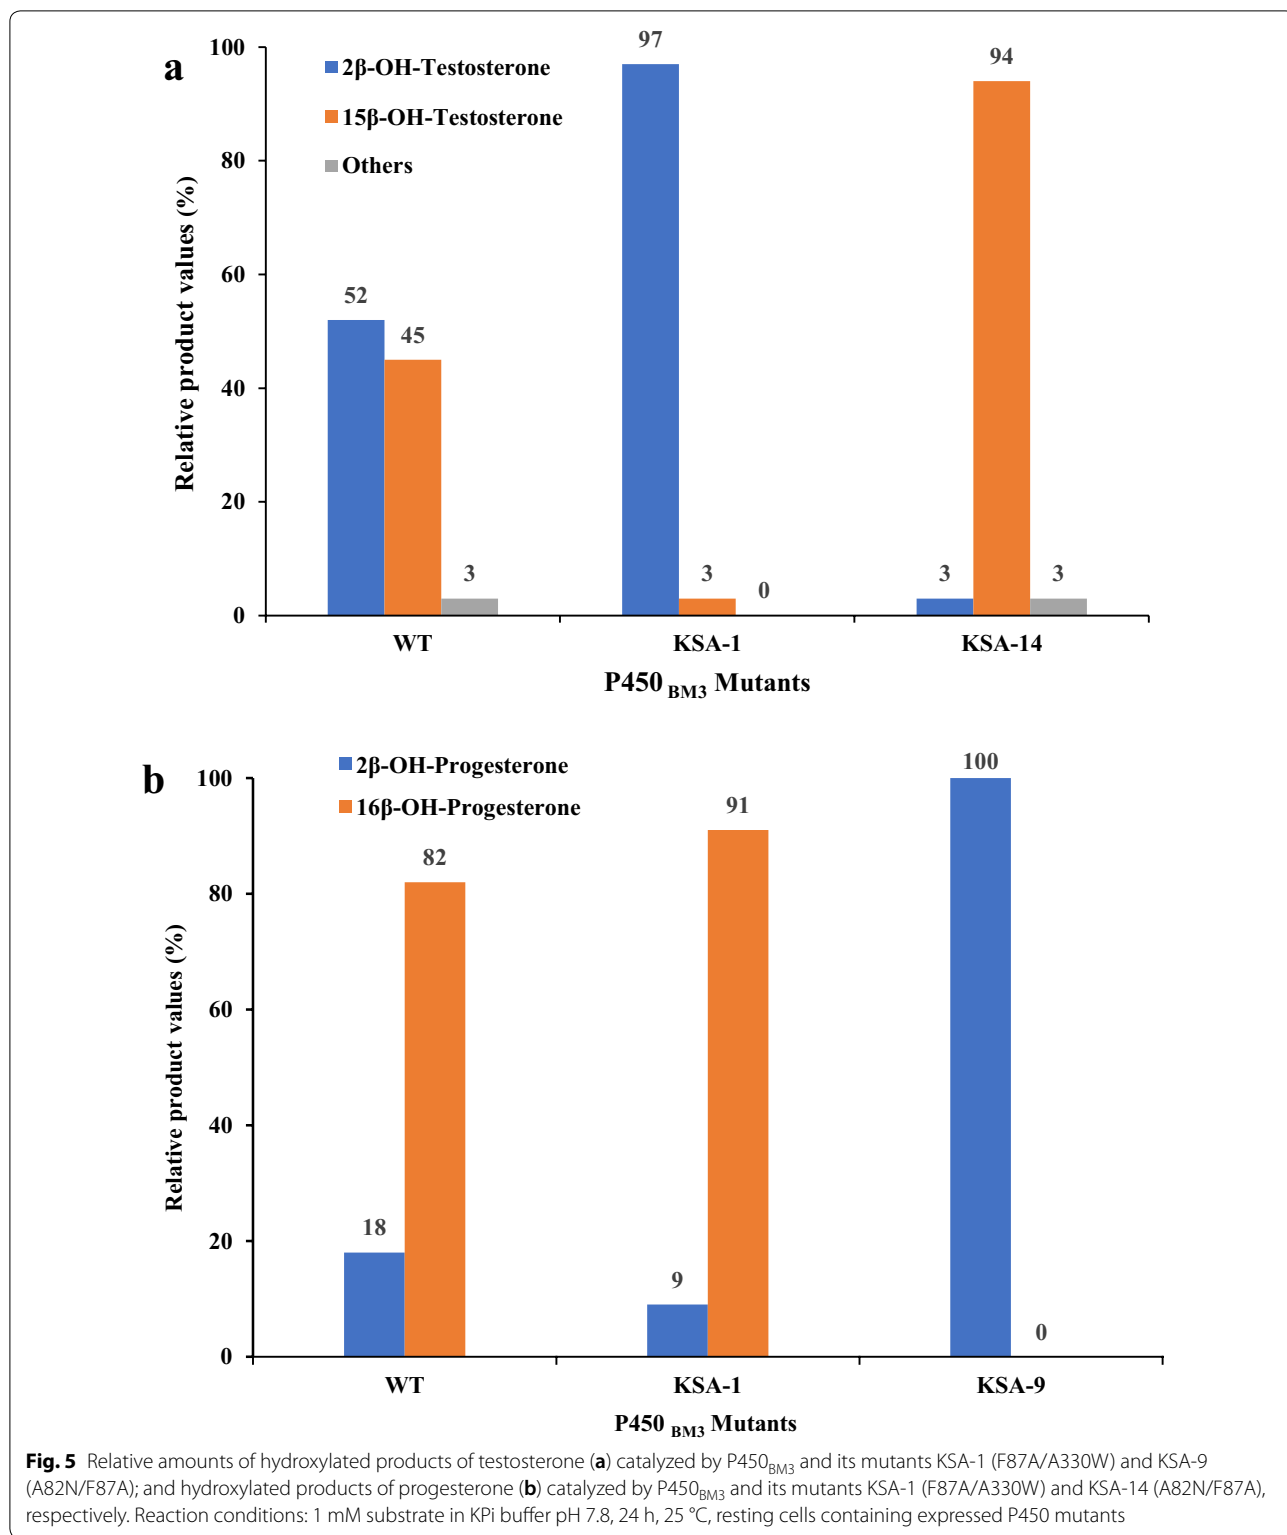 a
2β-OH-Testosterone
15β-OH-Testosterone
Others
Relative product values (%)
100
80
60
40
20
0
52
45
3
97
3
0
3
94
3
WT
KSA-1
KSA-14
P450 BM3 Mutants
b
2β-OH-Progesterone
16β-OH-Progesterone
Relative product values (%)
100
80
60
40
20
0
18
82
9
91
100
0
WT
KSA-1
KSA-9
P450 BM3 Mutants
Fig. 5 Relative amounts of hydroxylated products of testosterone (a) catalyzed by P450BM3 and its mutants KSA-1 (F87A/A330W) and KSA-9
(A82N/F87A); and hydroxylated products of progesterone (b) catalyzed by P450BM3 and its mutants KSA-1 (F87A/A330W) and KSA-14 (A82N/F87A),
respectively. Reaction conditions: 1 mM substrate in KPi buffer pH 7.8, 24 h, 25 °C, resting cells containing expressed P450 mutants